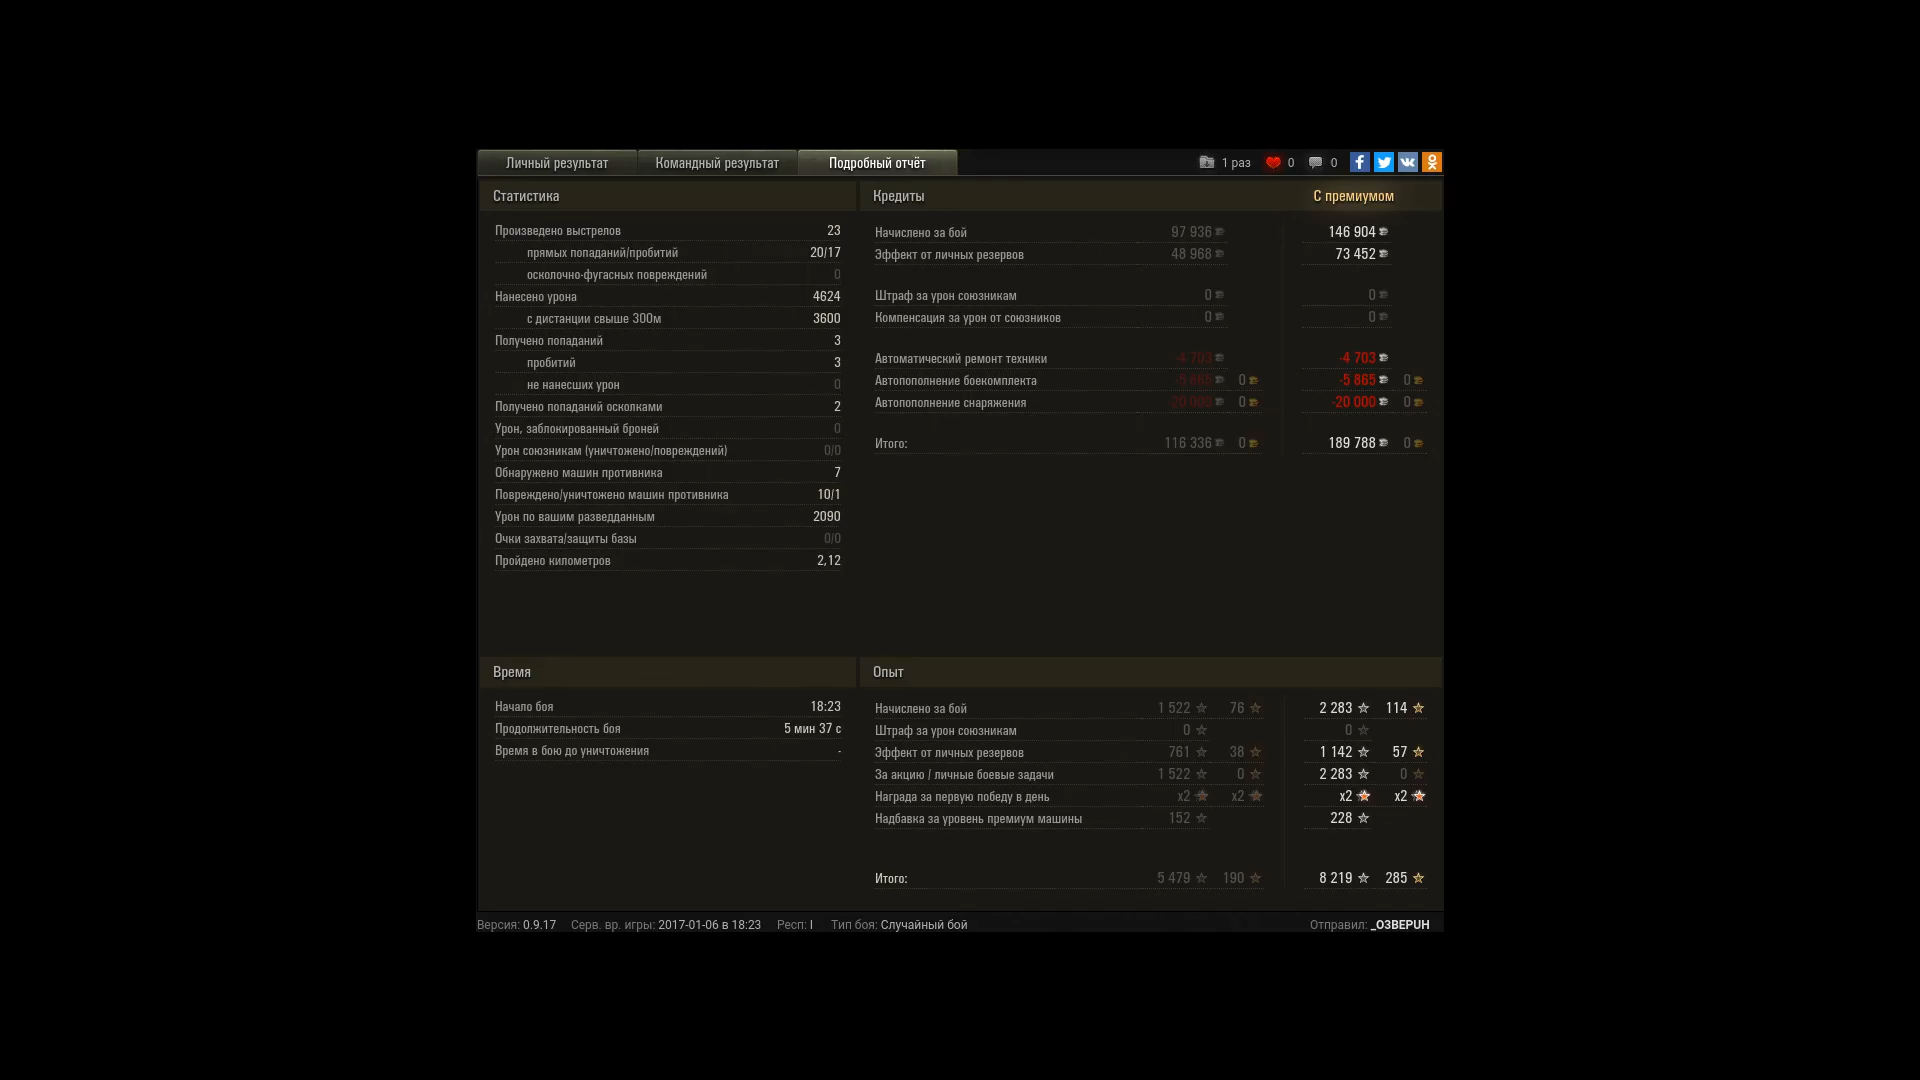 Личный результат Командный результат Подробный отчёт 1 раз 0 0
Статистика
Произведено выстрелов 23
прямых попаданий/пробитий 20/17
осколочно-фугасных повреждений 0
Нанесено урона 4624
с дистанции свыше 300м 3600
Получено попаданий 3
пробитий 3
не нанесших урон 0
Получено попаданий осколками 2
Урон, заблокированный броней 0
Урон союзникам (уничтожено/повреждений) 0/0
Обнаружено машин противника 7
Повреждено/уничтожено машин противника 10/1
Урон по вашим разведданным 2090
Очки захвата/защиты базы 0/0
Пройдено километров 2,12
Кредиты С премиумом
Начислено за бой 97 936 146 904
Эффект от личных резервов 48 968 73 452
Штраф за урон союзникам 0 0
Компенсация за урон от союзников 0 0
Автоматический ремонт техники -4 703 -4 703
Автопополнение боекомплекта -5 865 0 -5 865 0
Автопополнение снаряжения -20 000 0 -20 000 0
Итого: 116 336 0 189 788 0
Время
Начало боя 18:23
Продолжительность боя 5 мин 37 с
Время в бою до уничтожения -
Опыт
Начислено за бой 1 522 76 2 283 114
Штраф за урон союзникам 0 0
Эффект от личных резервов 761 38 1 142 57
За акцию / личные боевые задачи 1 522 0 2 283 0
Награда за первую победу в день x2 x2 x2 x2
Надбавка за уровень премиум машины 152 228
Итого: 5 479 190 8 219 285
Версия: 0.9.17 Серв. вр. игры: 2017-01-06 в 18:23 Респ: I Тип боя: Случайный бой Отправил: _O3BEPUH